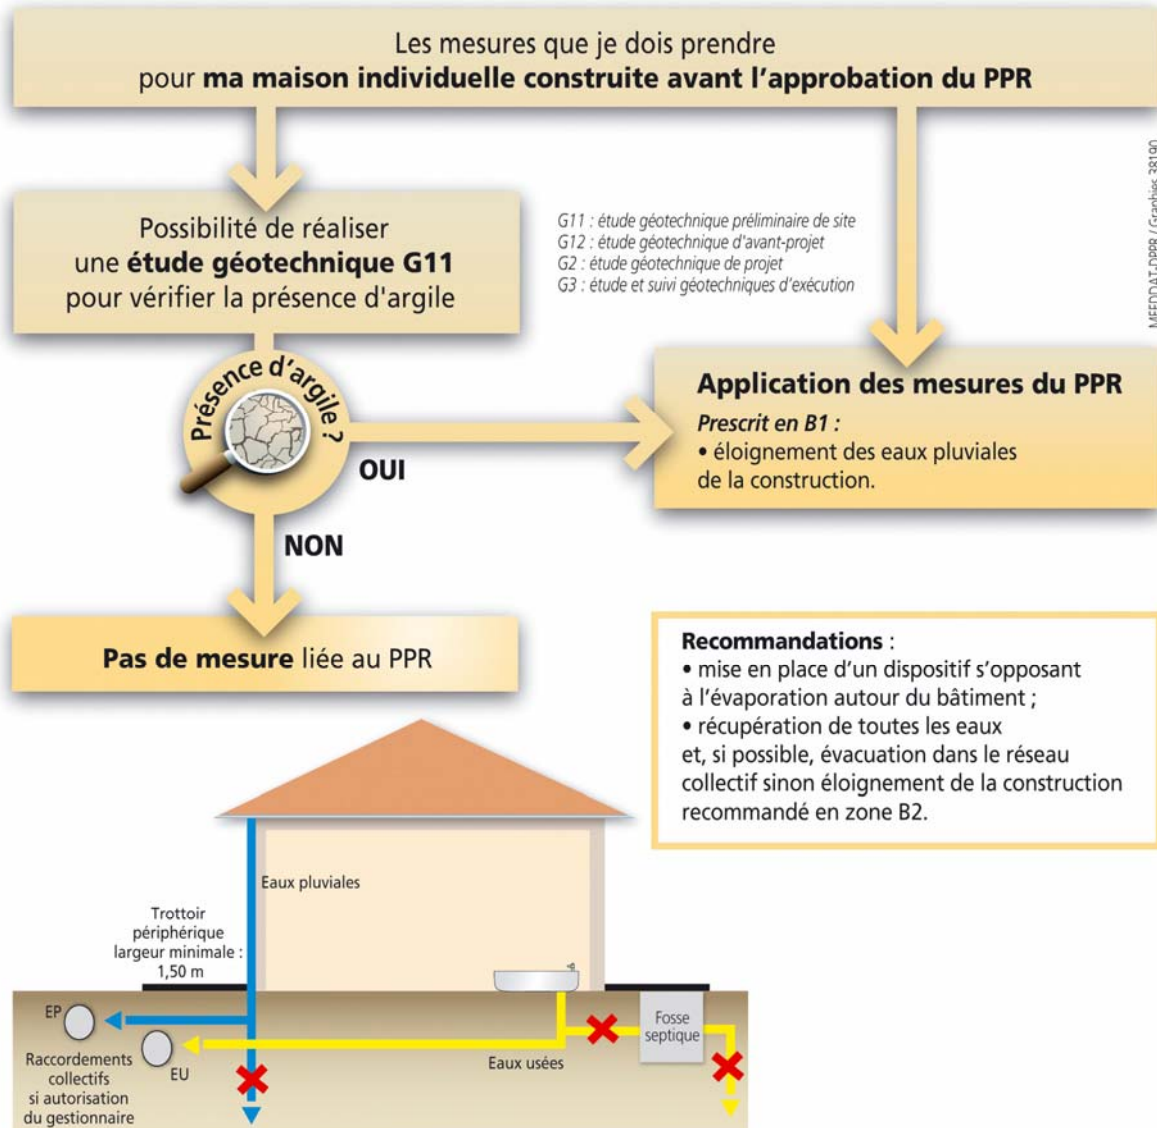 Les mesures que je dois prendre
pour ma maison individuelle construite avant l'approbation du PPR
Possibilité de réaliser
une étude géotechnique G11
pour vérifier la présence d'argile
G11 : étude géotechnique préliminaire de site
G12 : étude géotechnique d'avant-projet
G2 : étude géotechnique de projet
G3 : étude et suivi géotechniques d'exécution
MEEDDAT-DPPR / Graphies 38190
Présence d'argile ?
OUI
NON
Application des mesures du PPR
Prescrit en B1 :
• éloignement des eaux pluviales
de la construction.
Pas de mesure liée au PPR
Recommandations :
• mise en place d'un dispositif s'opposant
à l'évaporation autour du bâtiment ;
• récupération de toutes les eaux
et, si possible, évacuation dans le réseau
collectif sinon éloignement de la construction
recommandé en zone B2.
Eaux pluviales
Trottoir
périphérique
largeur minimale :
1,50 m
EP
EU
Raccordements
collectifs
si autorisation
du gestionnaire
Eaux usées
Fosse
septique